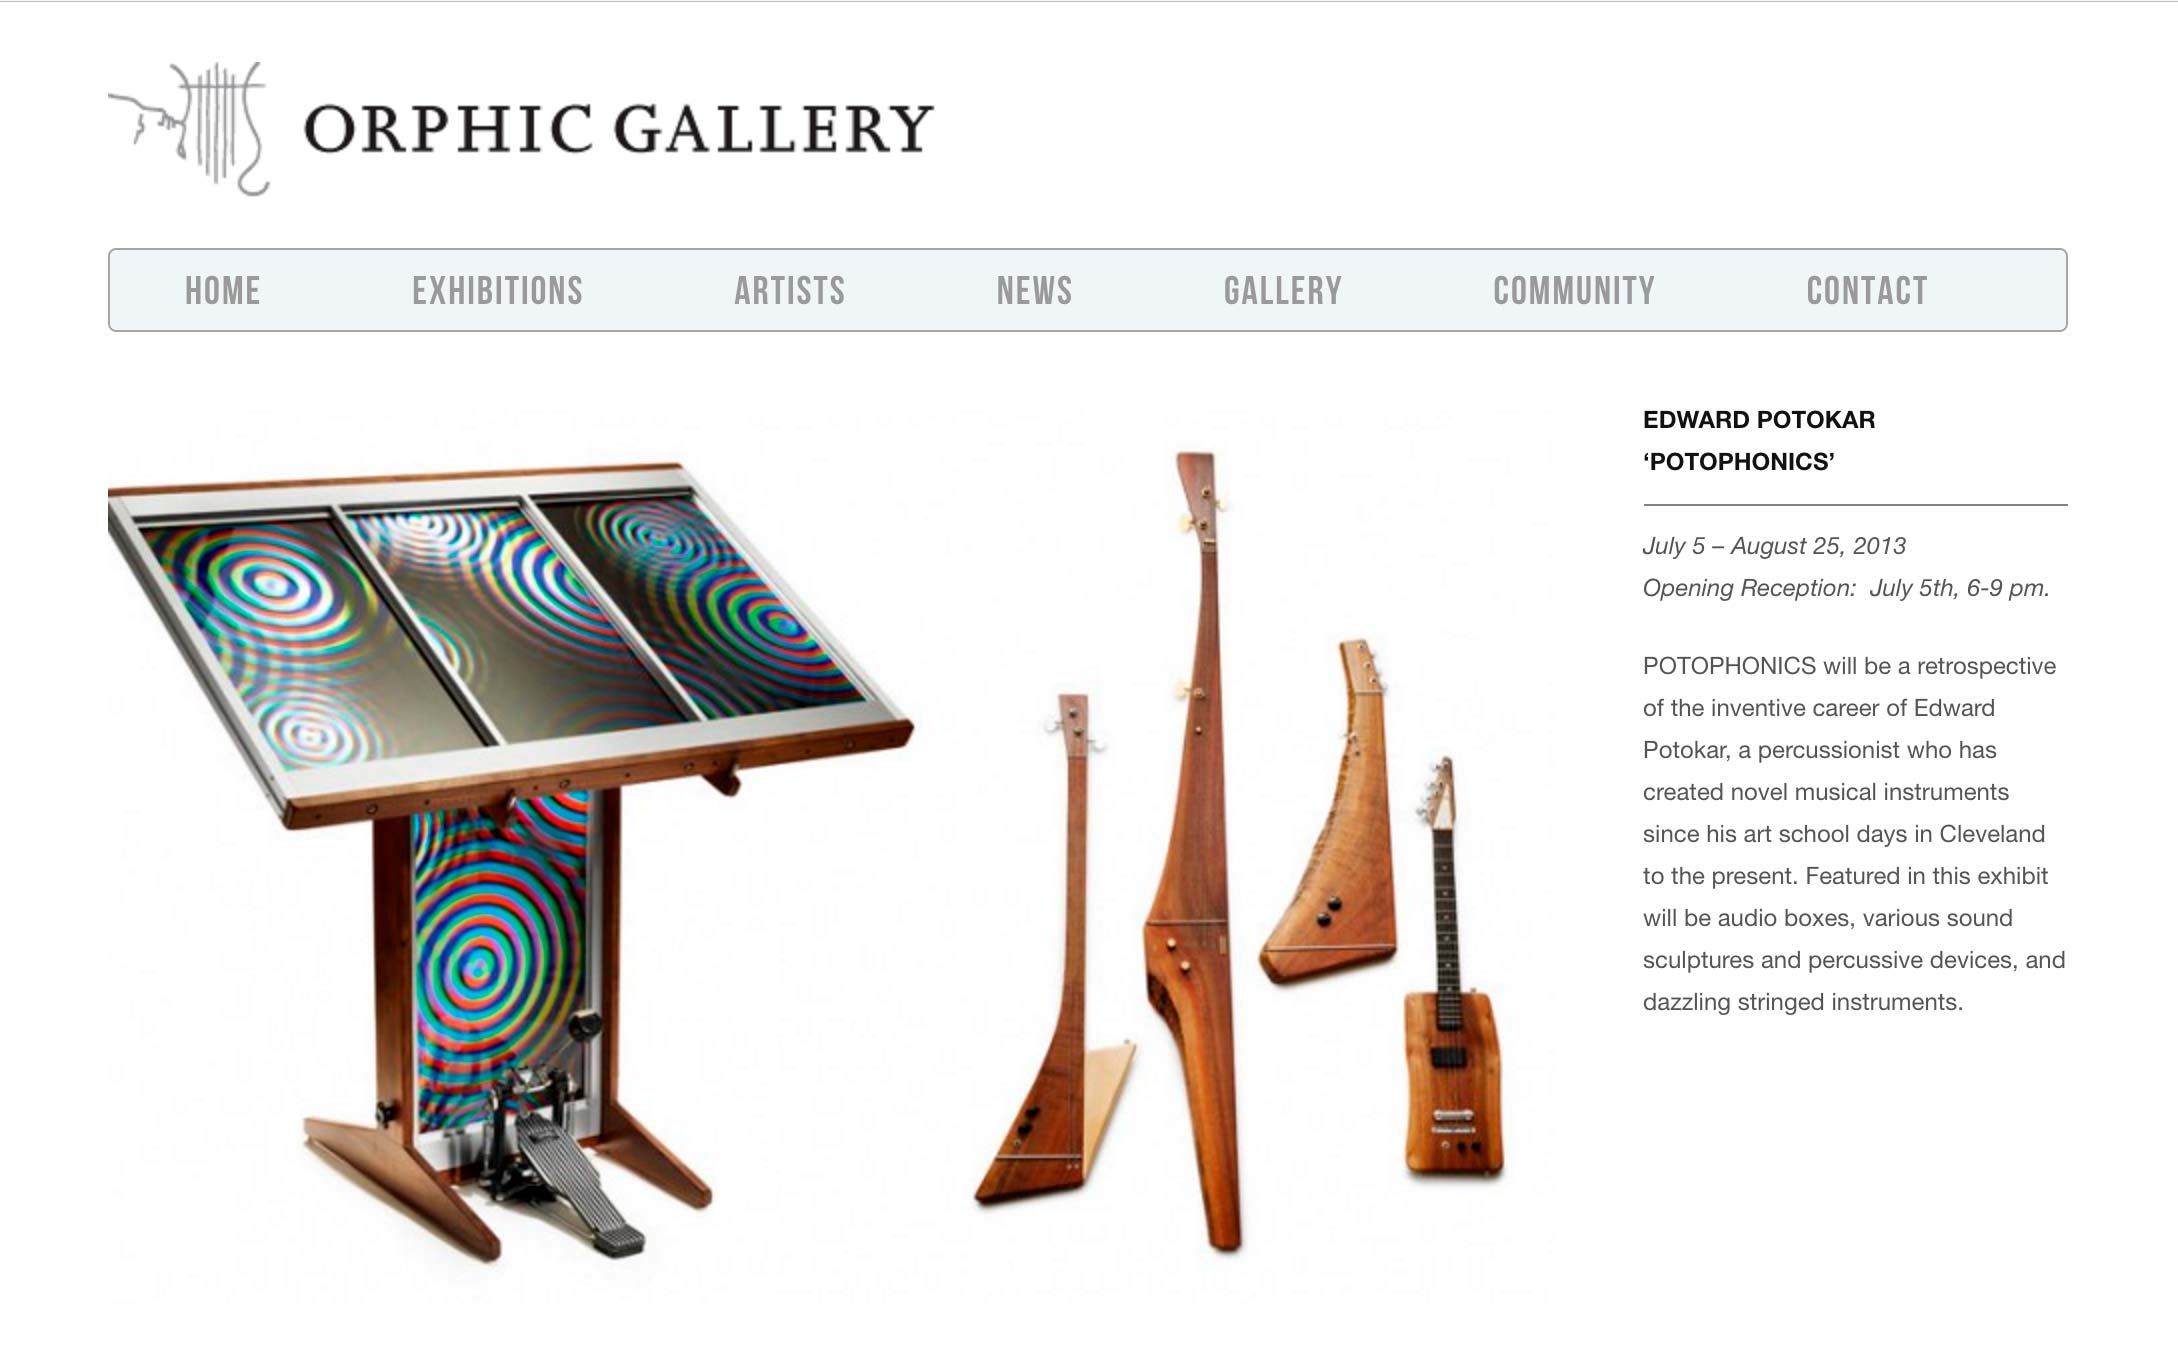 ORPHIC GALLERY
HOME EXHIBITIONS ARTISTS NEWS GALLERY COMMUNITY CONTACT
EDWARD POTOKAR
‘POTOPHONICS’
July 5 – August 25, 2013
Opening Reception:  July 5th, 6-9 pm.
POTOPHONICS will be a retrospective
of the inventive career of Edward
Potokar, a percussionist who has
created novel musical instruments
since his art school days in Cleveland
to the present. Featured in this exhibit
will be audio boxes, various sound
sculptures and percussive devices, and
dazzling stringed instruments.